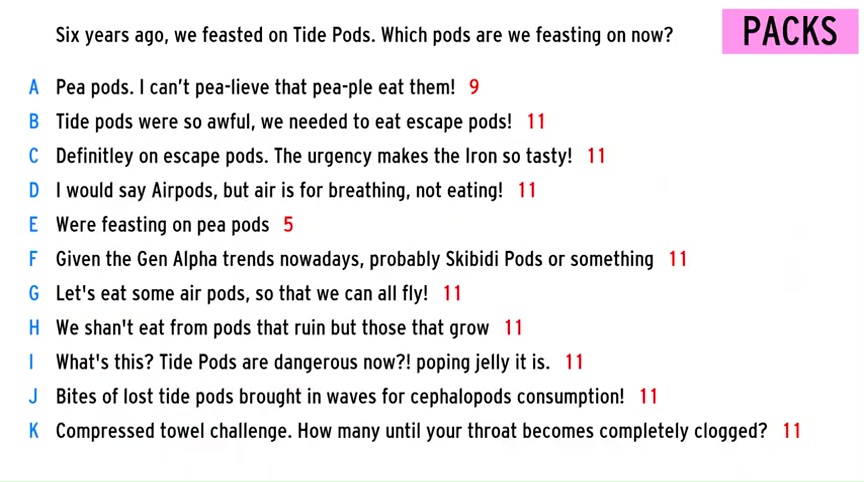 Six years ago, we feasted on Tide Pods. Which pods are we feasting on now?
PACKS
A Pea pods. I can't pea-lieve that pea-ple eat them! 9
B Tide pods were so awful, we needed to eat escape pods! 11
C Definitley on escape pods. The urgency makes the Iron so tasty! 11
D I would say Airpods, but air is for breathing, not eating! 11
E Were feasting on pea pods 5
F Given the Gen Alpha trends nowadays, probably Skibidi Pods or something 11
G Let's eat some air pods, so that we can all fly! 11
H We shan't eat from pods that ruin but those that grow 11
I What's this? Tide Pods are dangerous now?! poping jelly it is. 11
J Bites of lost tide pods brought in waves for cephalopods consumption! 11
K Compressed towel challenge. How many until your throat becomes completely clogged? 11